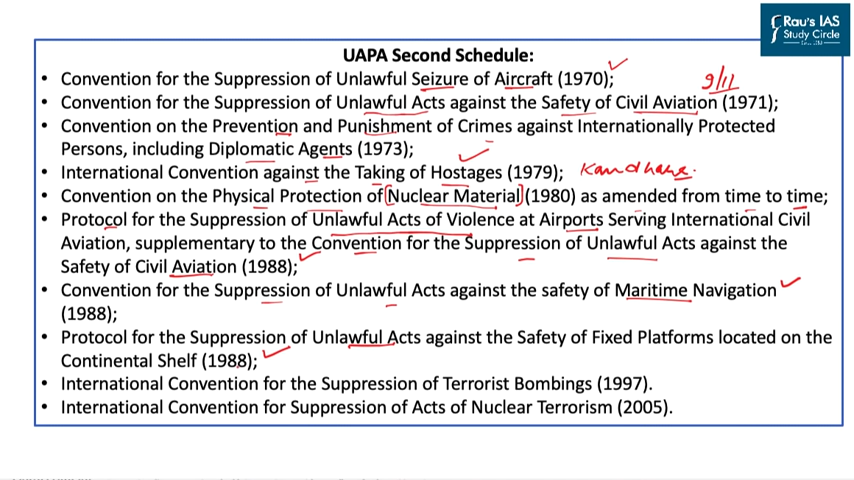 Rau's IAS
Study Circle
UAPA Second Schedule:
• Convention for the Suppression of Unlawful Seizure of Aircraft (1970);
9/11
• Convention for the Suppression of Unlawful Acts against the Safety of Civil Aviation (1971);
• Convention on the Prevention and Punishment of Crimes against Internationally Protected
Persons, including Diplomatic Agents (1973);
• International Convention against the Taking of Hostages (1979); Kandhahar.
• Convention on the Physical Protection of [Nuclear Material] (1980) as amended from time to time;
• Protocol for the Suppression of Unlawful Acts of Violence at Airports Serving International Civil
Aviation, supplementary to the Convention for the Suppression of Unlawful Acts against the
Safety of Civil Aviation (1988);
• Convention for the Suppression of Unlawful Acts against the safety of Maritime Navigation
(1988);
• Protocol for the Suppression of Unlawful Acts against the Safety of Fixed Platforms located on the
Continental Shelf (1988);
• International Convention for the Suppression of Terrorist Bombings (1997).
• International Convention for Suppression of Acts of Nuclear Terrorism (2005).